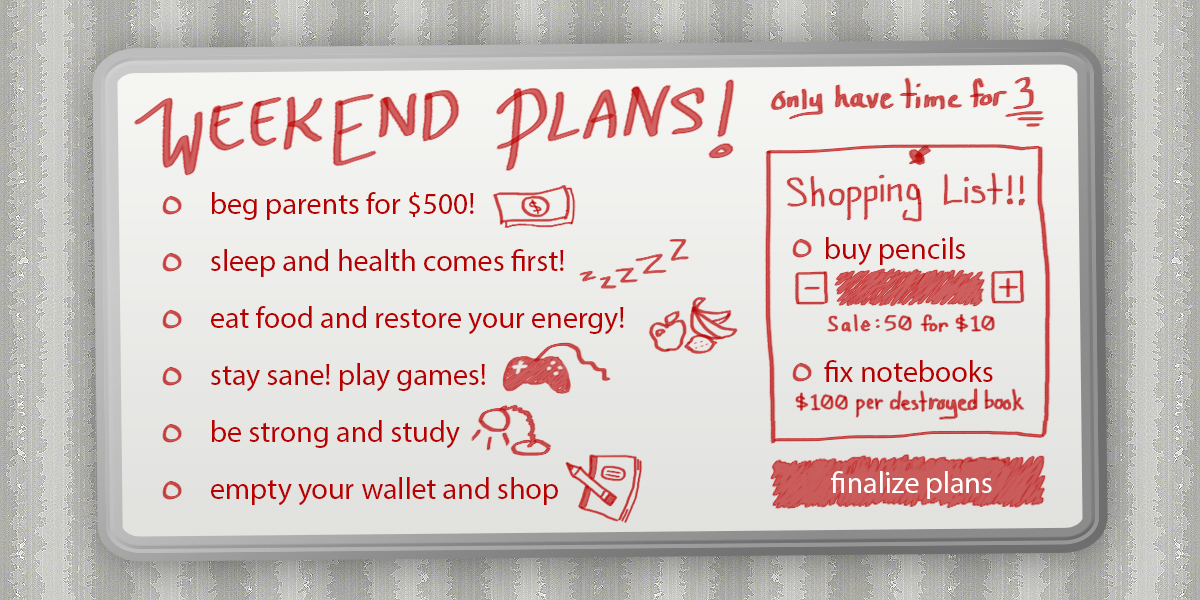 WEEKEND PLANS!
only have time for 3
beg parents for $500!
sleep and health comes first!
zzzzz
eat food and restore your energy!
stay sane! play games!
be strong and study
empty your wallet and shop
Shopping List!!
buy pencils
− +
Sale: 50 for $10
fix notebooks
$100 per destroyed book
finalize plans